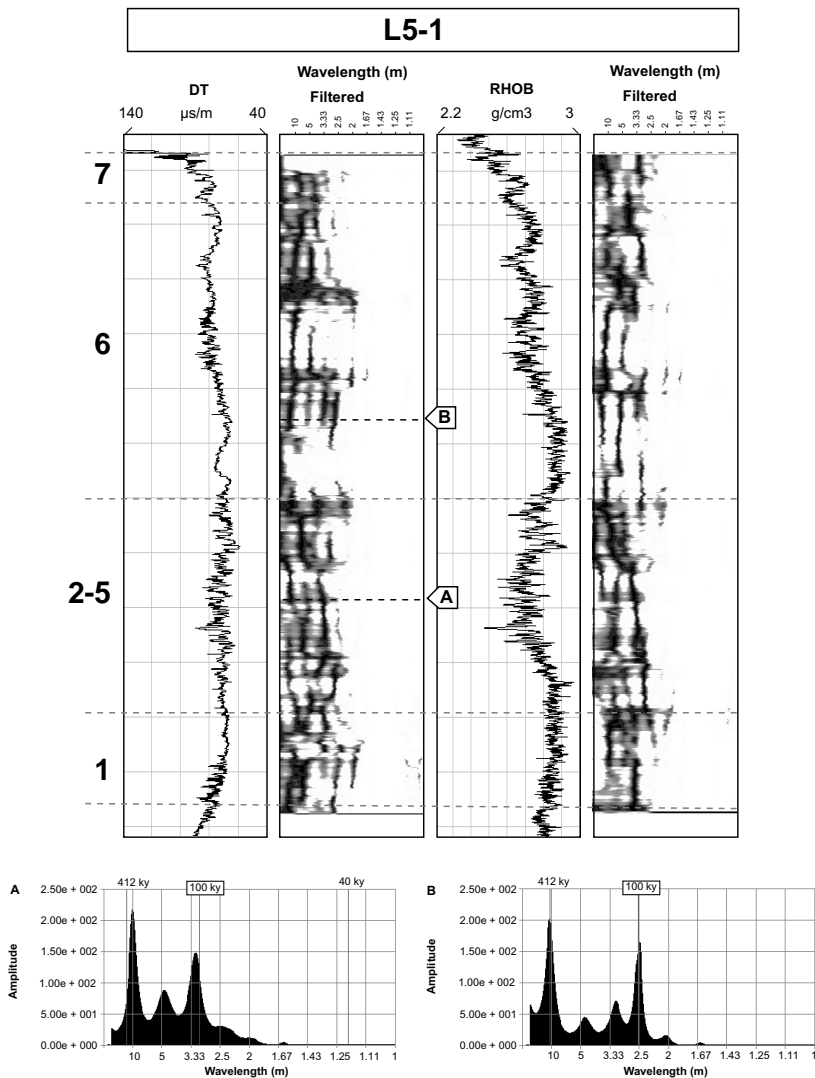 L5-1
Wavelength (m)
Wavelength (m)
DT
Filtered
RHOB
Filtered
140 µs/m 40
10 5 3.33 2.5 2 1.67 1.43 1.25 1.11
2.2 g/cm3 3
10 5 3.33 2.5 2 1.67 1.43 1.25 1.11
7
6
B
2-5
A
1
A
412 ky 100 ky 40 ky
2.50e + 002
2.00e + 002
1.50e + 002
1.00e + 002
5.00e + 001
0.00e + 000
Amplitude
10 5 3.33 2.5 2 1.67 1.43 1.25 1.11 1
Wavelength (m)
B
412 ky 100 ky
2.50e + 002
2.00e + 002
1.50e + 002
1.00e + 002
5.00e + 001
0.00e + 000
Amplitude
10 5 3.33 2.5 2 1.67 1.43 1.25 1.11 1
Wavelength (m)